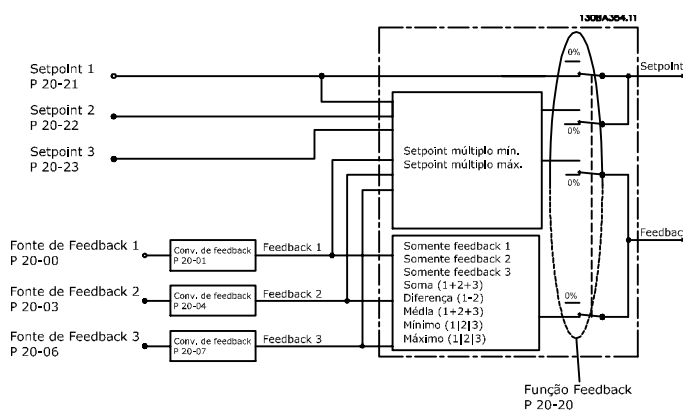 130BA354.11
Setpoint 1
P 20-21
Setpoint 2
P 20-22
Setpoint 3
P 20-23
0%
Setpoint
0%
Setpoint múltiplo mín.
Setpoint múltiplo máx.
0%
Feedback
Fonte de Feedback 1
P 20-00
Conv. de feedback
P 20-01
Feedback 1
Fonte de Feedback 2
P 20-03
Conv. de feedback
P 20-04
Feedback 2
Fonte de Feedback 3
P 20-06
Conv. de feedback
P 20-07
Feedback 3
Somente feedback 1
Somente feedback 2
Somente feedback 3
Soma (1+2+3)
Diferença (1-2)
Média (1+2+3)
Mínimo (1|2|3)
Máximo (1|2|3)
0%
Função Feedback
P 20-20